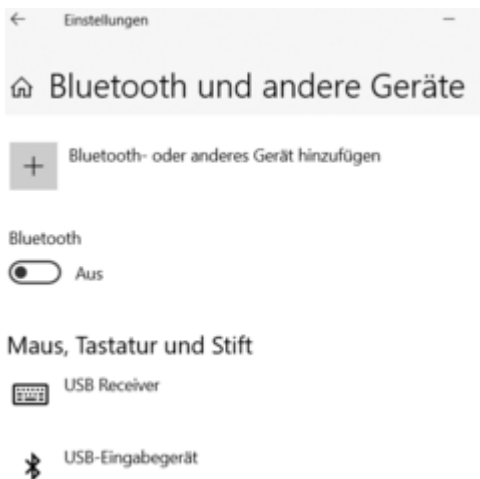 Einstellungen
Bluetooth und andere Geräte
Bluetooth- oder anderes Gerät hinzufügen
Bluetooth
Aus
Maus, Tastatur und Stift
USB Receiver
USB-Eingabegerät